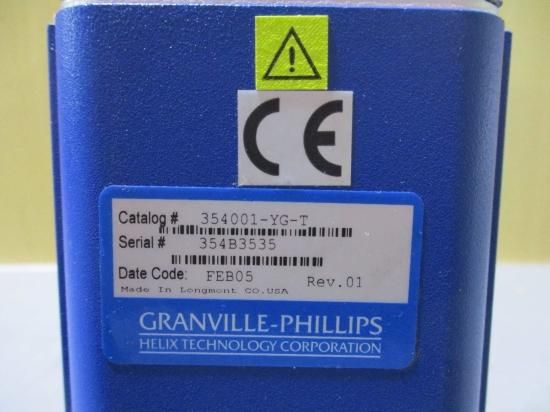 CE
Catalog # 354001-YG-T
Serial # 354B3535
Date Code: FEB05 Rev.01
Made In Longmont CO.USA
GRANVILLE-PHILLIPS
HELIX TECHNOLOGY CORPORATION